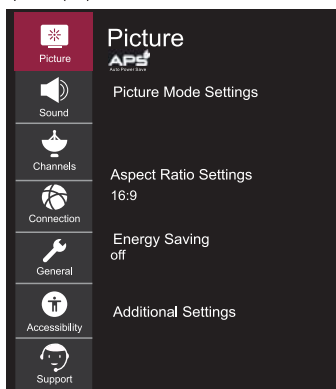 Picture
Sound
Channels
Connection
General
Accessibility
Support
Picture
APS
Auto Power Save
Picture Mode Settings
Aspect Ratio Settings
16:9
Energy Saving
off
Additional Settings